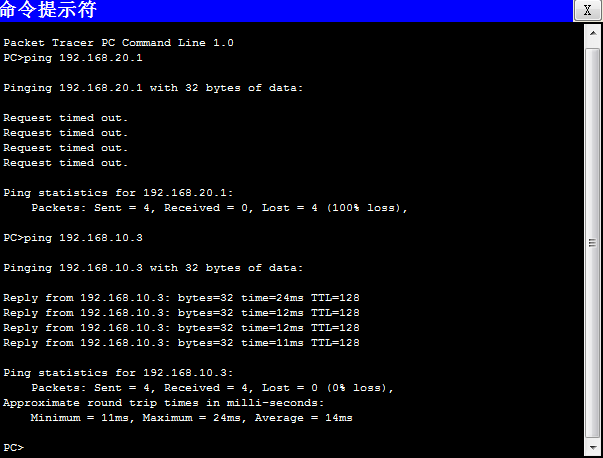 命令提示符
X
Packet Tracer PC Command Line 1.0
PC>ping 192.168.20.1
Pinging 192.168.20.1 with 32 bytes of data:
Request timed out.
Request timed out.
Request timed out.
Request timed out.
Ping statistics for 192.168.20.1:
Packets: Sent = 4, Received = 0, Lost = 4 (100% loss),
PC>ping 192.168.10.3
Pinging 192.168.10.3 with 32 bytes of data:
Reply from 192.168.10.3: bytes=32 time=24ms TTL=128
Reply from 192.168.10.3: bytes=32 time=12ms TTL=128
Reply from 192.168.10.3: bytes=32 time=12ms TTL=128
Reply from 192.168.10.3: bytes=32 time=11ms TTL=128
Ping statistics for 192.168.10.3:
Packets: Sent = 4, Received = 4, Lost = 0 (0% loss),
Approximate round trip times in milli-seconds:
Minimum = 11ms, Maximum = 24ms, Average = 14ms
PC>